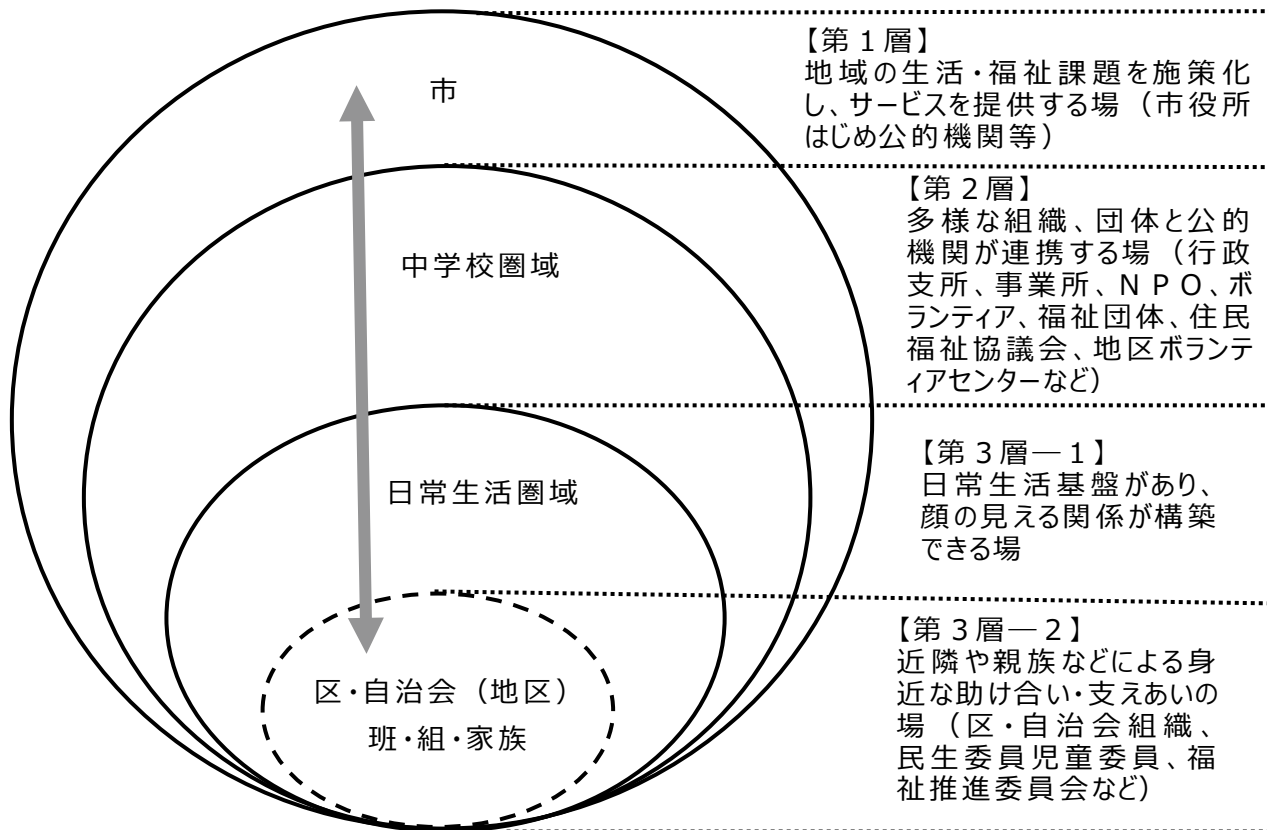 市
【第１層】
地域の生活・福祉課題を施策化
し、サービスを提供する場（市役所
はじめ公的機関等）
中学校圏域
【第２層】
多様な組織、団体と公的
機関が連携する場（行政
支所、事業所、ＮＰＯ、ボ
ランティア、福祉団体、住民
福祉協議会、地区ボランテ
ィアセンターなど）
日常生活圏域
【第３層―１】
日常生活基盤があり、
顔の見える関係が構築
できる場
区・自治会（地区）
班・組・家族
【第３層―２】
近隣や親族などによる身
近な助け合い・支えあいの
場（区・自治会組織、
民生委員児童委員、福
祉推進委員会など）